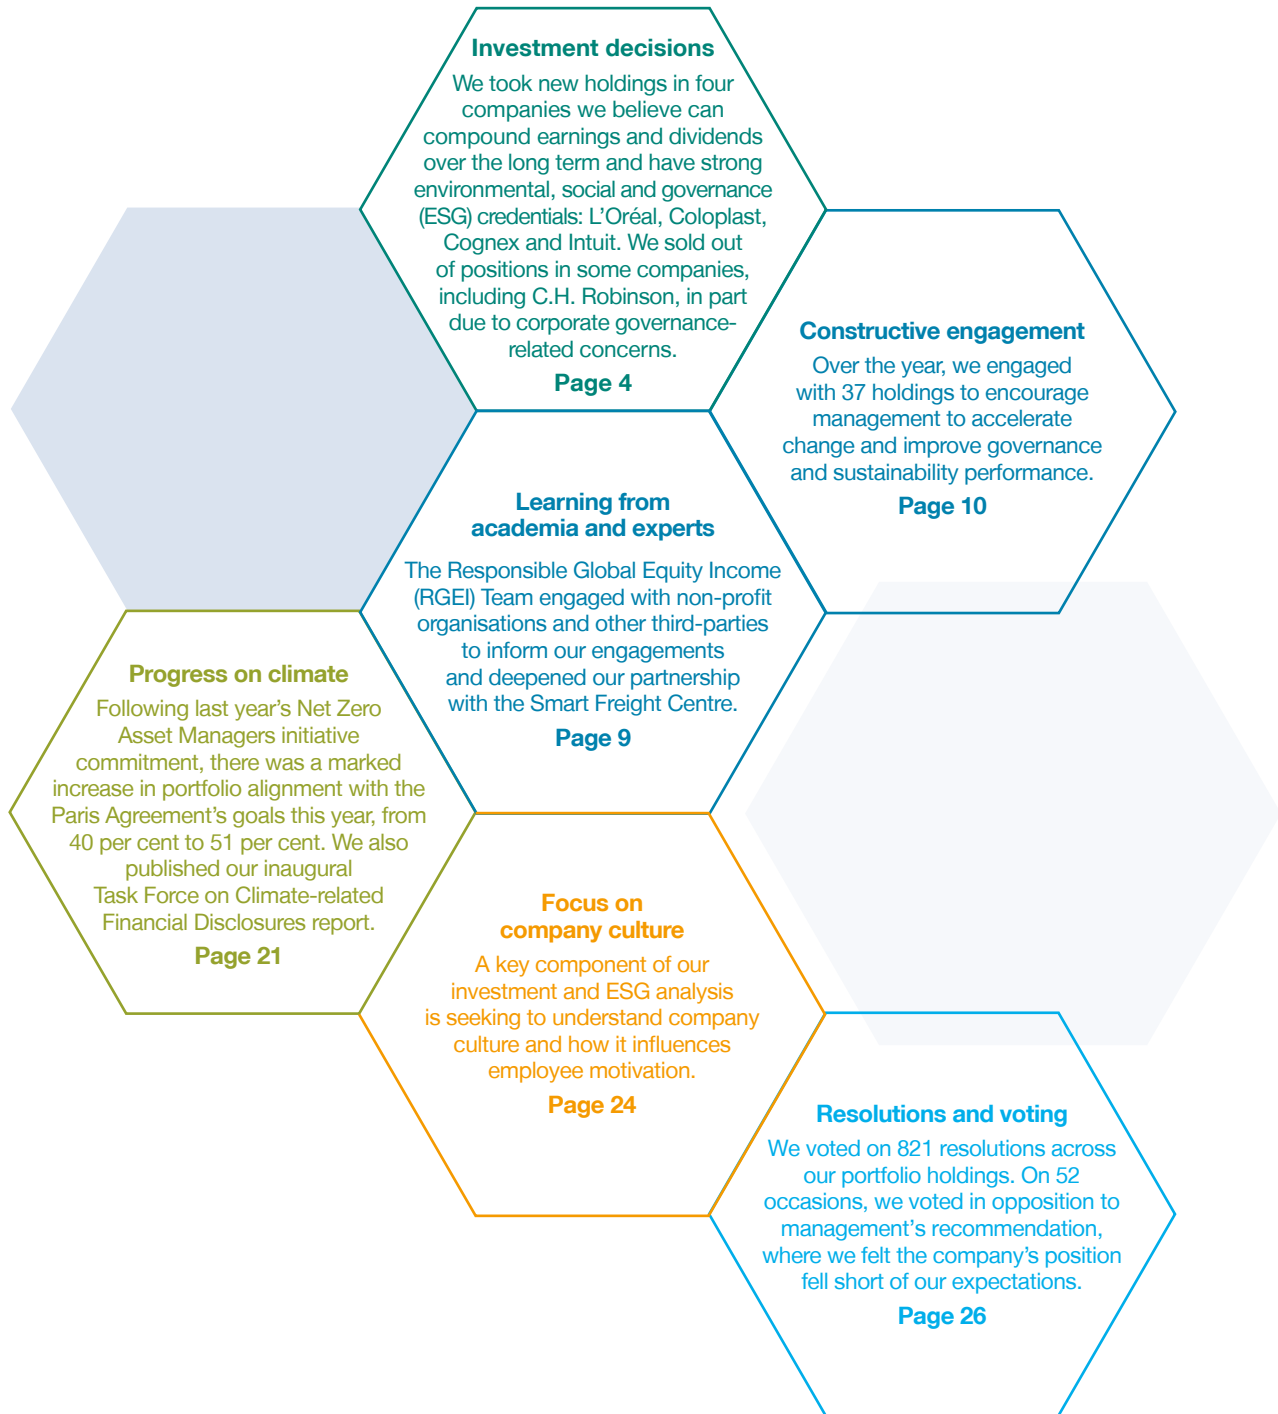 Investment decisions
We took new holdings in four
companies we believe can
compound earnings and dividends
over the long term and have strong
environmental, social and governance
(ESG) credentials: L’Oréal, Coloplast,
Cognex and Intuit. We sold out
of positions in some companies,
including C.H. Robinson, in part
due to corporate governance-
related concerns.
Page 4
Constructive engagement
Over the year, we engaged
with 37 holdings to encourage
management to accelerate
change and improve governance
and sustainability performance.
Page 10
Learning from
academia and experts
The Responsible Global Equity Income
(RGEI) Team engaged with non-profit
organisations and other third-parties
to inform our engagements
and deepened our partnership
with the Smart Freight Centre.
Page 9
Progress on climate
Following last year’s Net Zero
Asset Managers initiative
commitment, there was a marked
increase in portfolio alignment with the
Paris Agreement’s goals this year, from
40 per cent to 51 per cent. We also
published our inaugural
Task Force on Climate-related
Financial Disclosures report.
Page 21
Focus on
company culture
A key component of our
investment and ESG analysis
is seeking to understand company
culture and how it influences
employee motivation.
Page 24
Resolutions and voting
We voted on 821 resolutions across
our portfolio holdings. On 52
occasions, we voted in opposition to
management’s recommendation,
where we felt the company’s position
fell short of our expectations.
Page 26